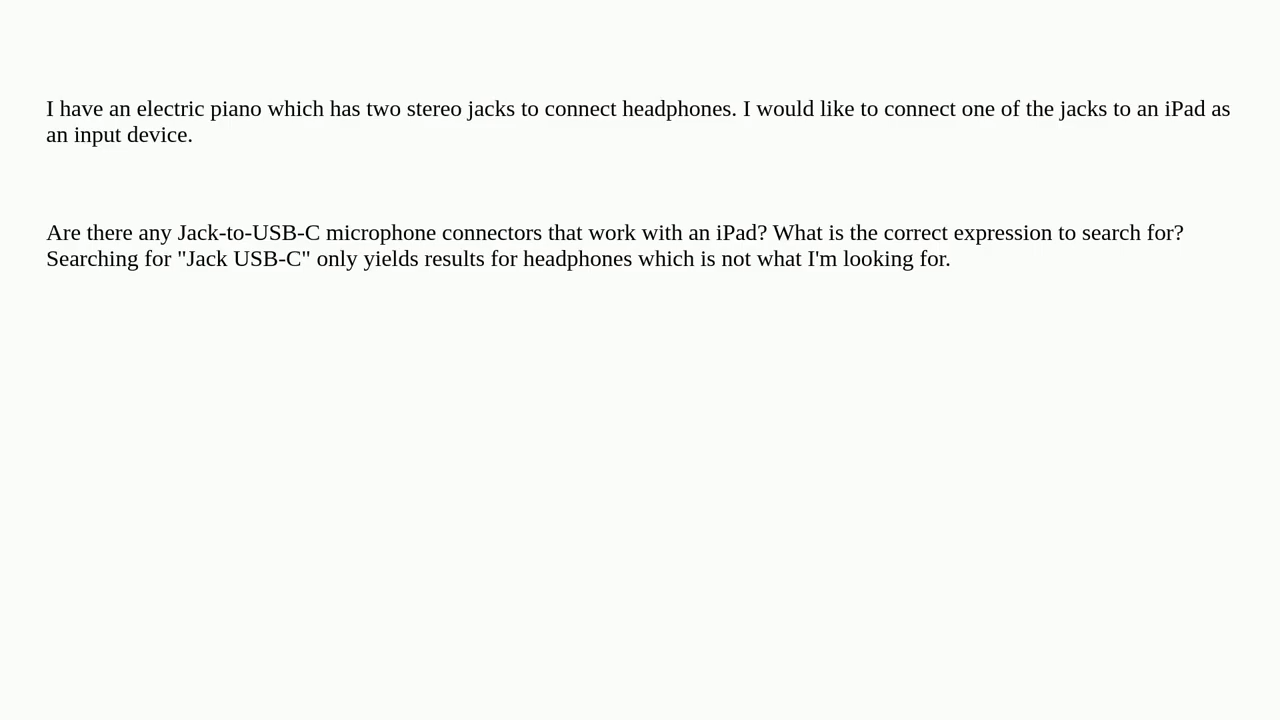 I have an electric piano which has two stereo jacks to connect headphones. I would like to connect one of the jacks to an iPad as
an input device.
Are there any Jack-to-USB-C microphone connectors that work with an iPad? What is the correct expression to search for?
Searching for "Jack USB-C" only yields results for headphones which is not what I'm looking for.